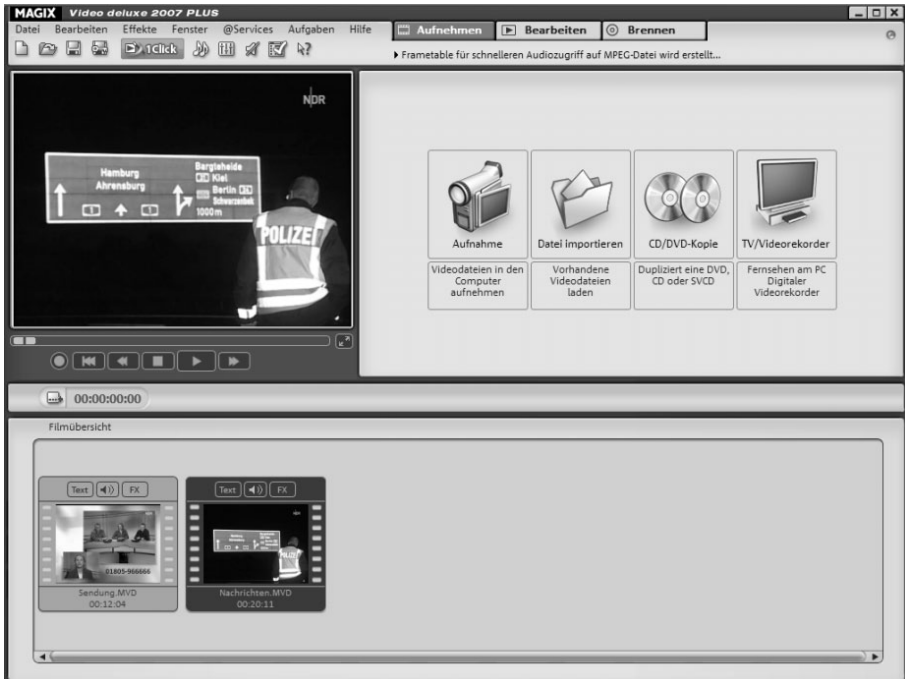 MAGIX Video deluxe 2007 PLUS
Datei Bearbeiten Effekte Fenster @Services Aufgaben Hilfe
Aufnehmen Bearbeiten Brennen
1Click
Frametable für schnelleren Audiozugriff auf MPEG-Datei wird erstellt...
NDR
Hamburg
Ahrensburg
Bargteheide
Kiel
Berlin
Schwarzenbek
1000 m
POLIZEI
Aufnahme
Datei importieren
CD/DVD-Kopie
TV/Videorekorder
Videodateien in den
Computer
aufnehmen
Vorhandene
Videodateien
laden
Dupliziert eine DVD,
CD oder SVCD
Fernsehen am PC
Digitaler
Videorekorder
00:00:00:00
Filmübersicht
Text FX
01805-966666
Sendung.MVD
00:12:04
Text FX
POLIZEI
Nachrichten.MVD
00:20:11